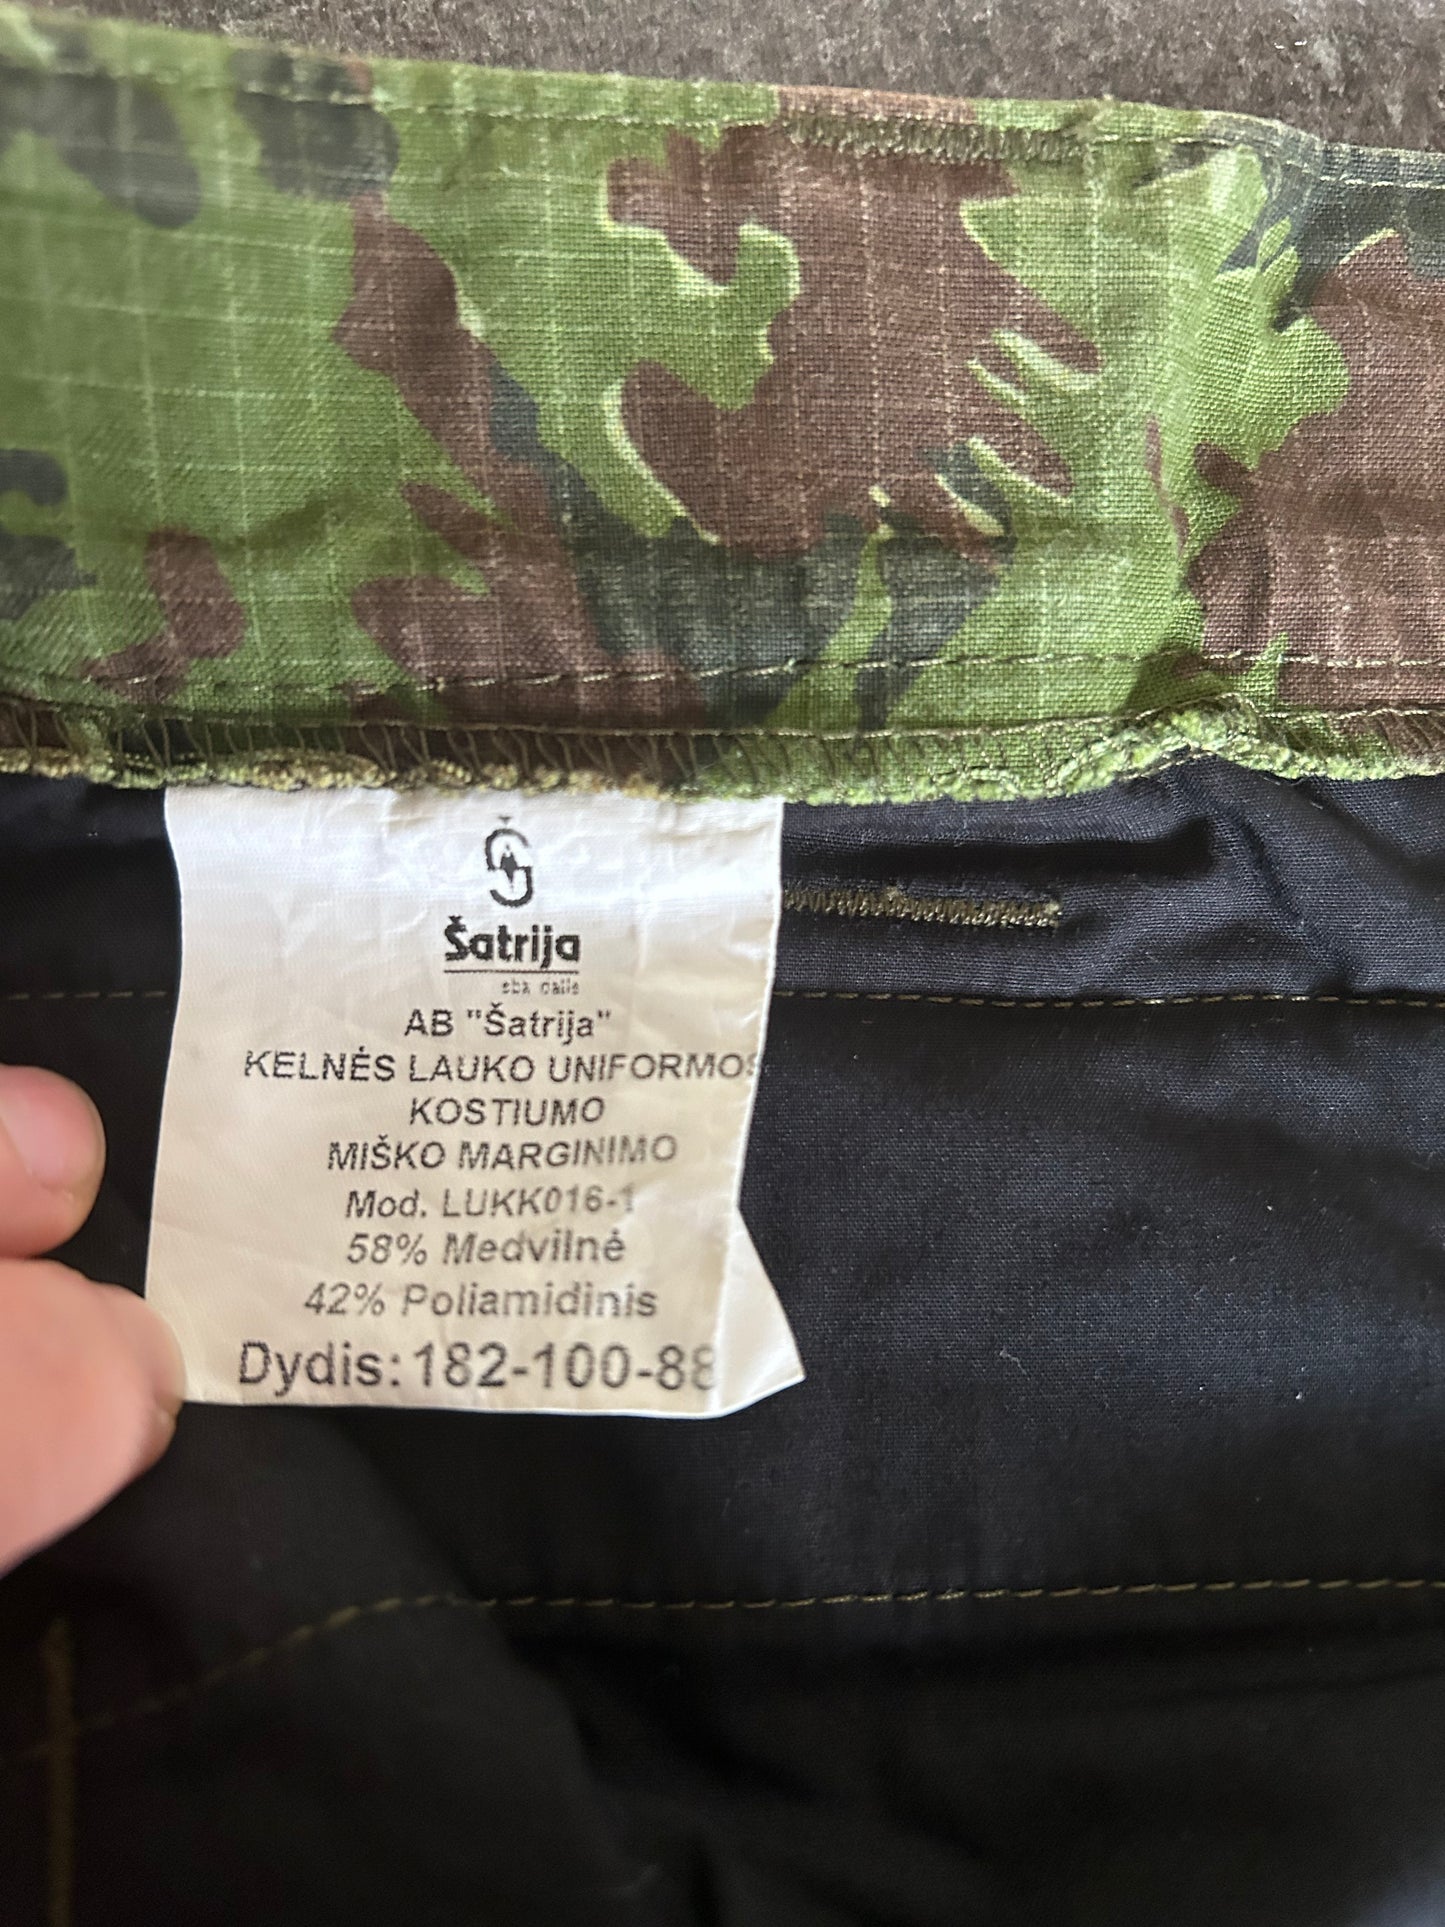 Šatrija
AB "Šatrija"
KELNĖS LAUKO UNIFORMOS
KOSTIUMO
MIŠKO MARGINIMO
Mod. LUKK016-1
58% Medvilnė
42% Poliamidinis
Dydis: 182-100-88